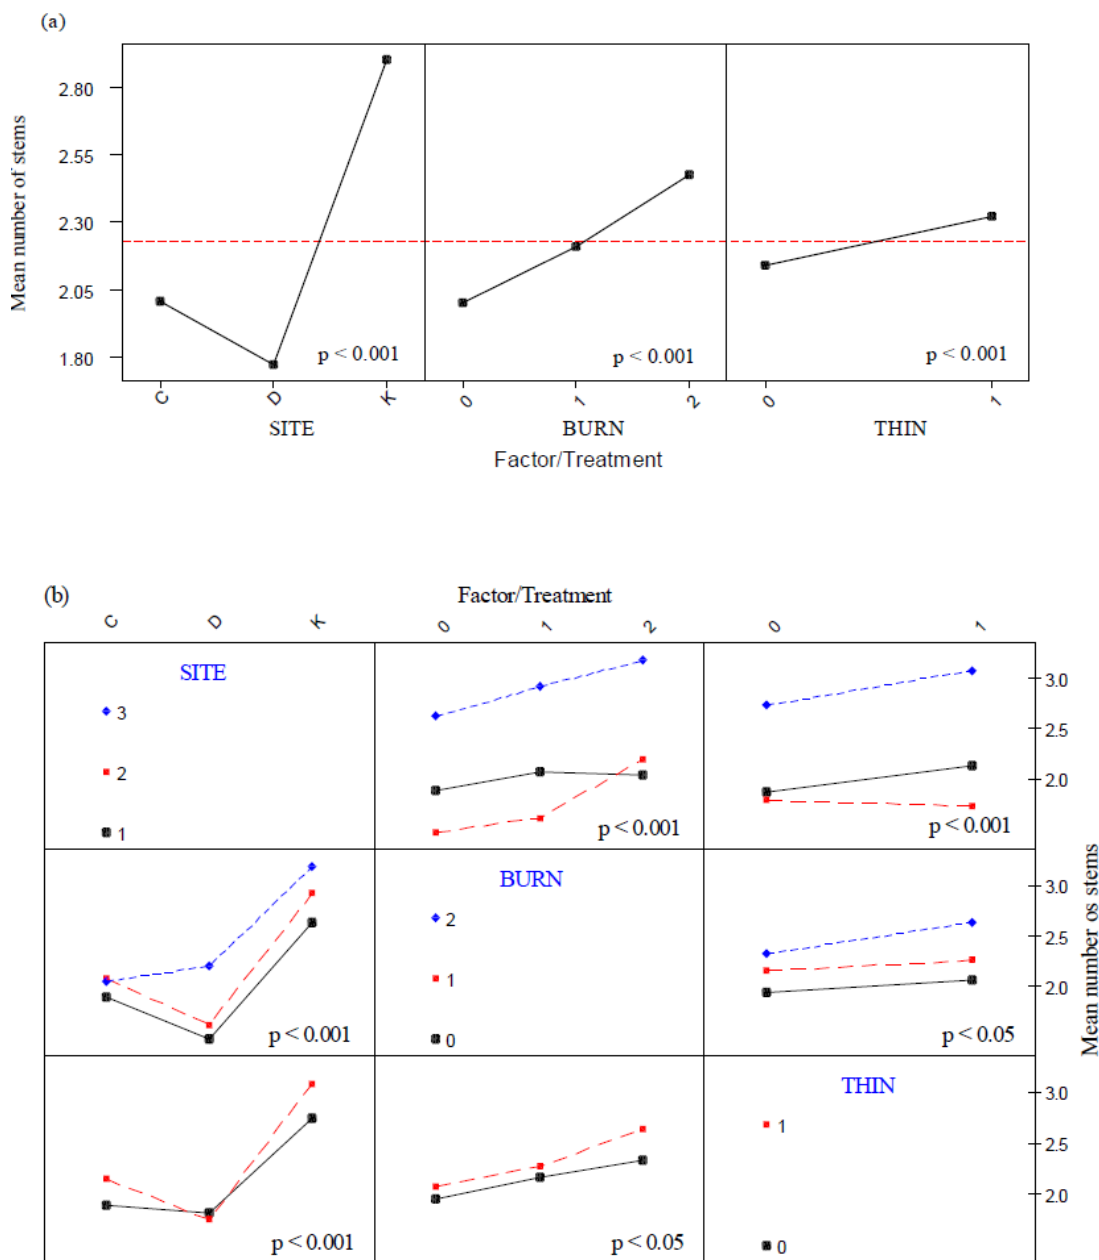 (a)
Mean number of stems
2.80
2.55
2.30
2.05
1.80
p < 0.001
p < 0.001
p < 0.001
C D K 0 1 2 0 1
SITE BURN THIN
Factor/Treatment
(b)
Factor/Treatment
C D K 0 1 2 0 1
SITE
3
2
1
p < 0.001
p < 0.001
3.0
2.5
2.0
BURN
2
1
0
p < 0.001
p < 0.05
3.0
2.5
2.0
Mean number os stems
THIN
1
0
p < 0.001
p < 0.05
3.0
2.5
2.0